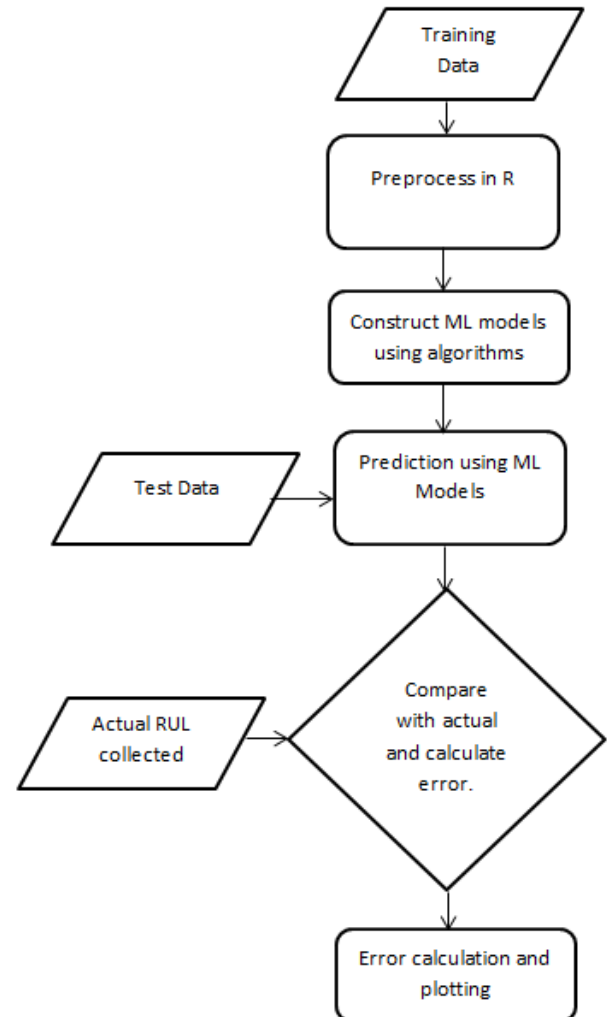 Training
Data
Preprocess in R
Construct ML models
using algorithms
Prediction using ML
Models
Test Data
Compare
with actual
and calculate
error.
Actual RUL
collected
Error calculation and
plotting